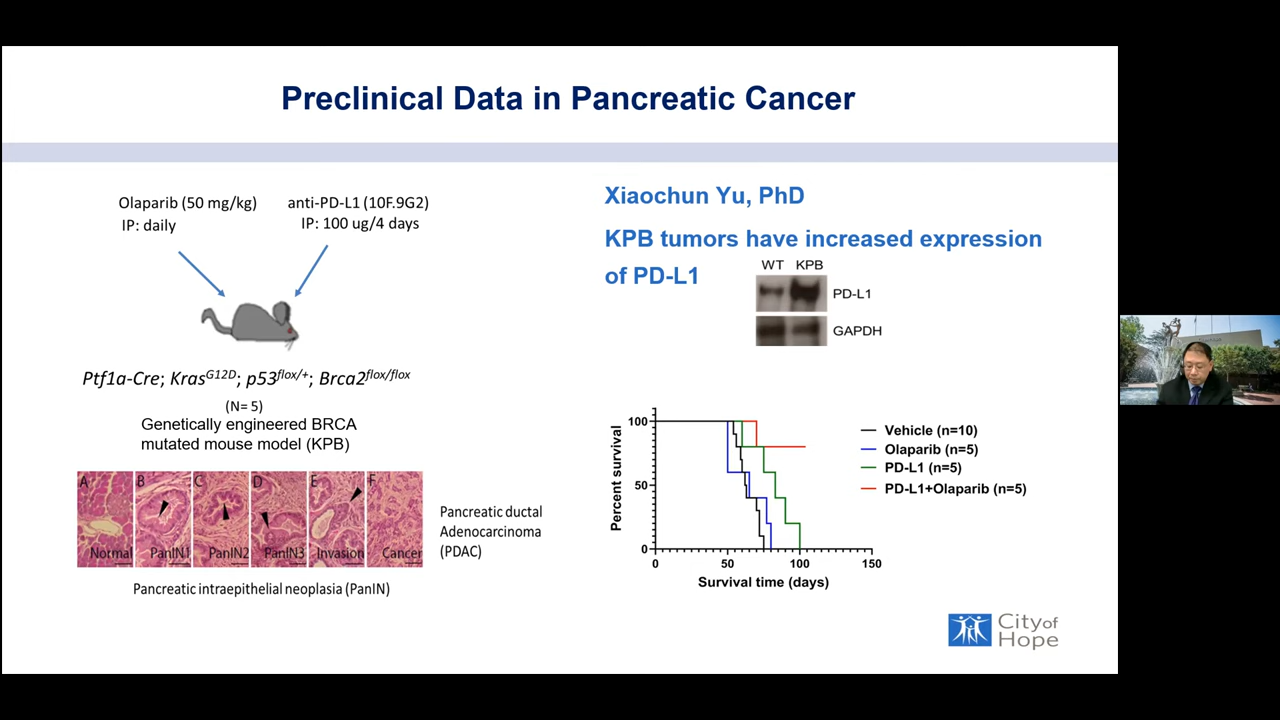 Preclinical Data in Pancreatic Cancer
Olaparib (50 mg/kg)
IP: daily
anti-PD-L1 (10F.9G2)
IP: 100 ug/4 days
Ptf1a-Cre; KrasG12D; p53flox/+; Brca2flox/flox
(N= 5)
Genetically engineered BRCA
mutated mouse model (KPB)
A B C D E F
Normal PanIN1 PanIN2 PanIN3 Invasion Cancer
Pancreatic ductal
Adenocarcinoma
(PDAC)
Pancreatic intraepithelial neoplasia (PanIN)
Xiaochun Yu, PhD
KPB tumors have increased expression
of PD-L1
WT KPB
PD-L1
GAPDH
Percent survival
100
50
0
0 50 100 150
Survival time (days)
Vehicle (n=10)
Olaparib (n=5)
PD-L1 (n=5)
PD-L1+Olaparib (n=5)
City of
Hope